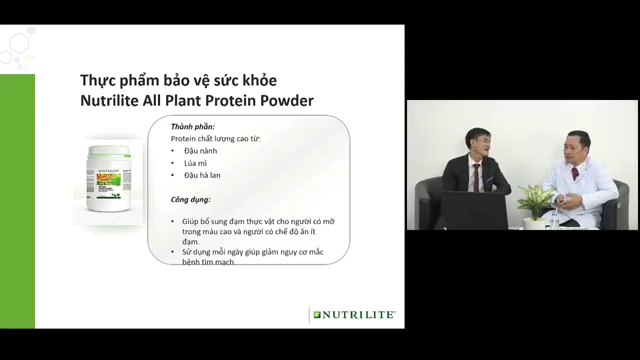 Thực phẩm bảo vệ sức khỏe
Nutrilite All Plant Protein Powder
Thành phần:
Protein chất lượng cao từ:
• Đậu nành
• Lúa mì
• Đậu hà lan
Công dụng:
• Giúp bổ sung đạm thực vật cho người có mỡ
trong máu cao và người có chế độ ăn ít
đạm.
• Sử dụng mỗi ngày giúp giảm nguy cơ mắc
bệnh tim mạch.
NUTRILITE